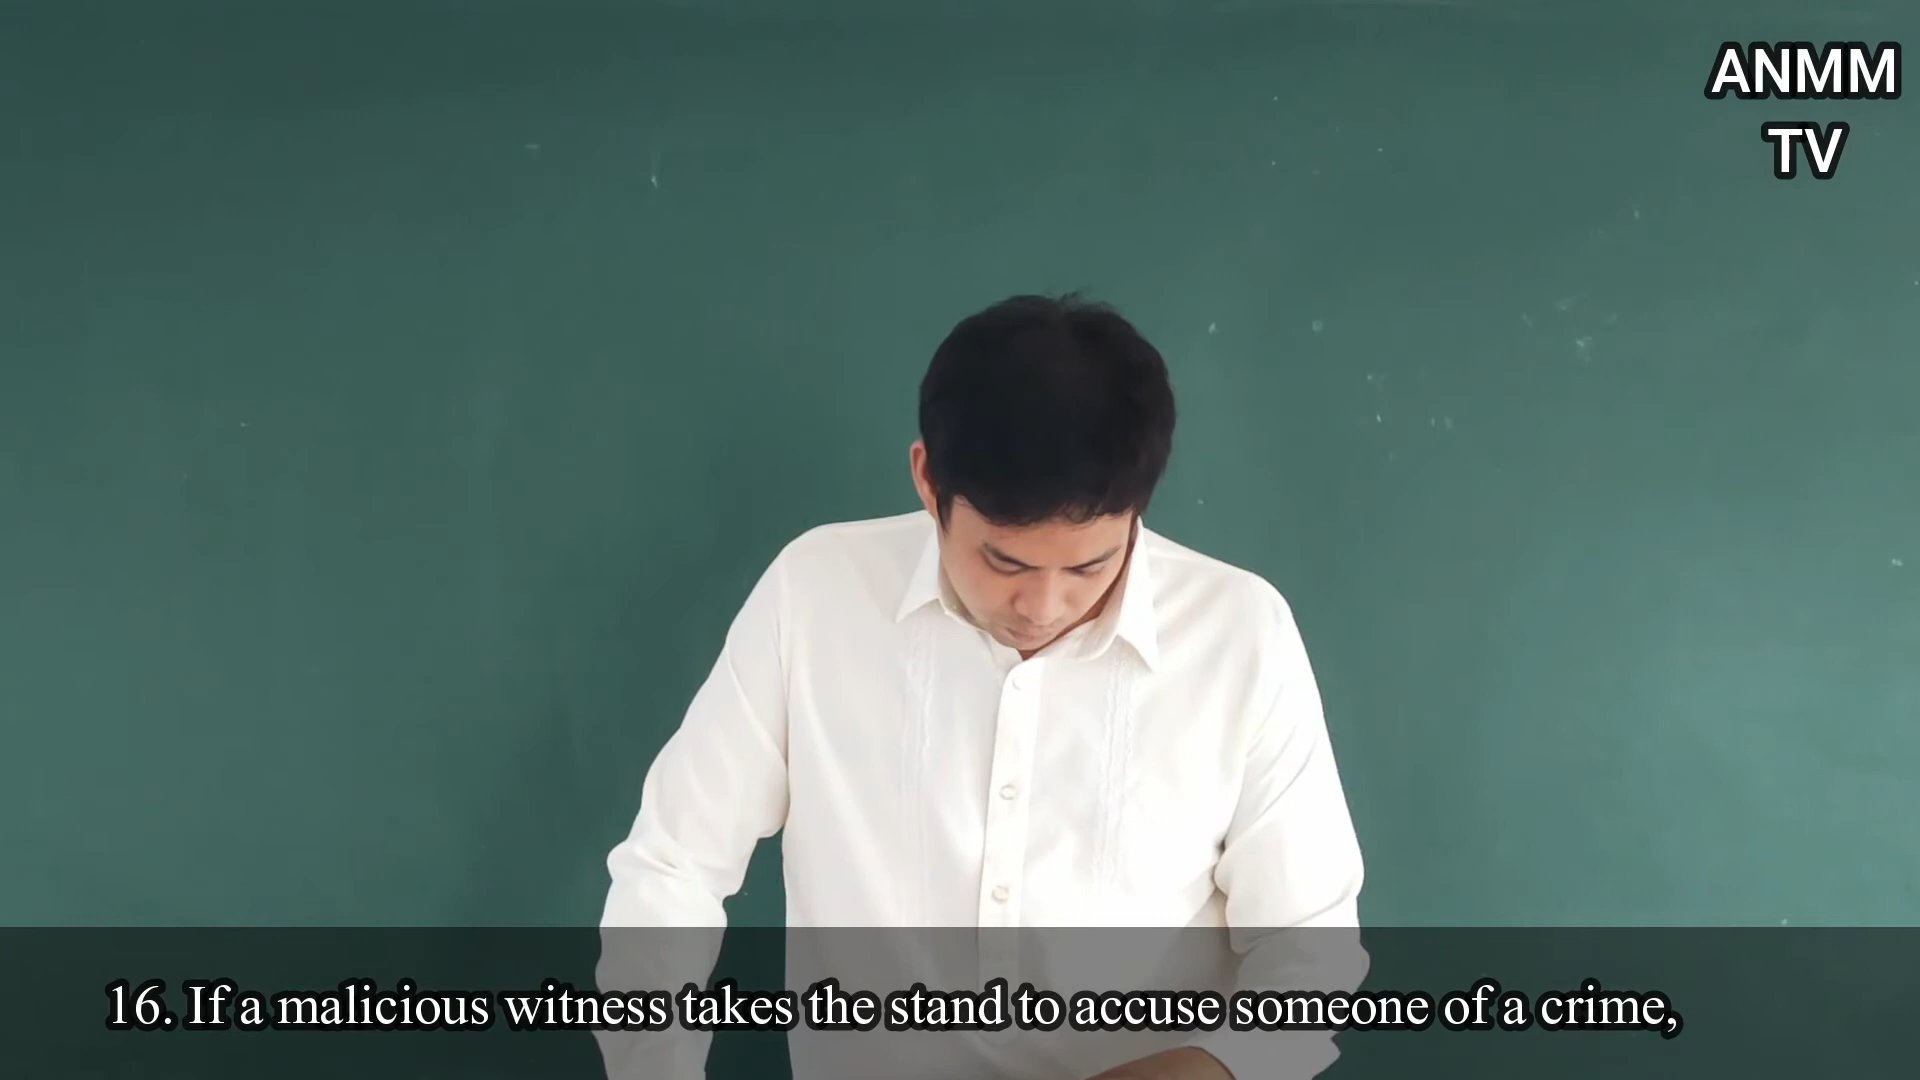 ANMM
TV
16. If a malicious witness takes the stand to accuse someone of a crime,